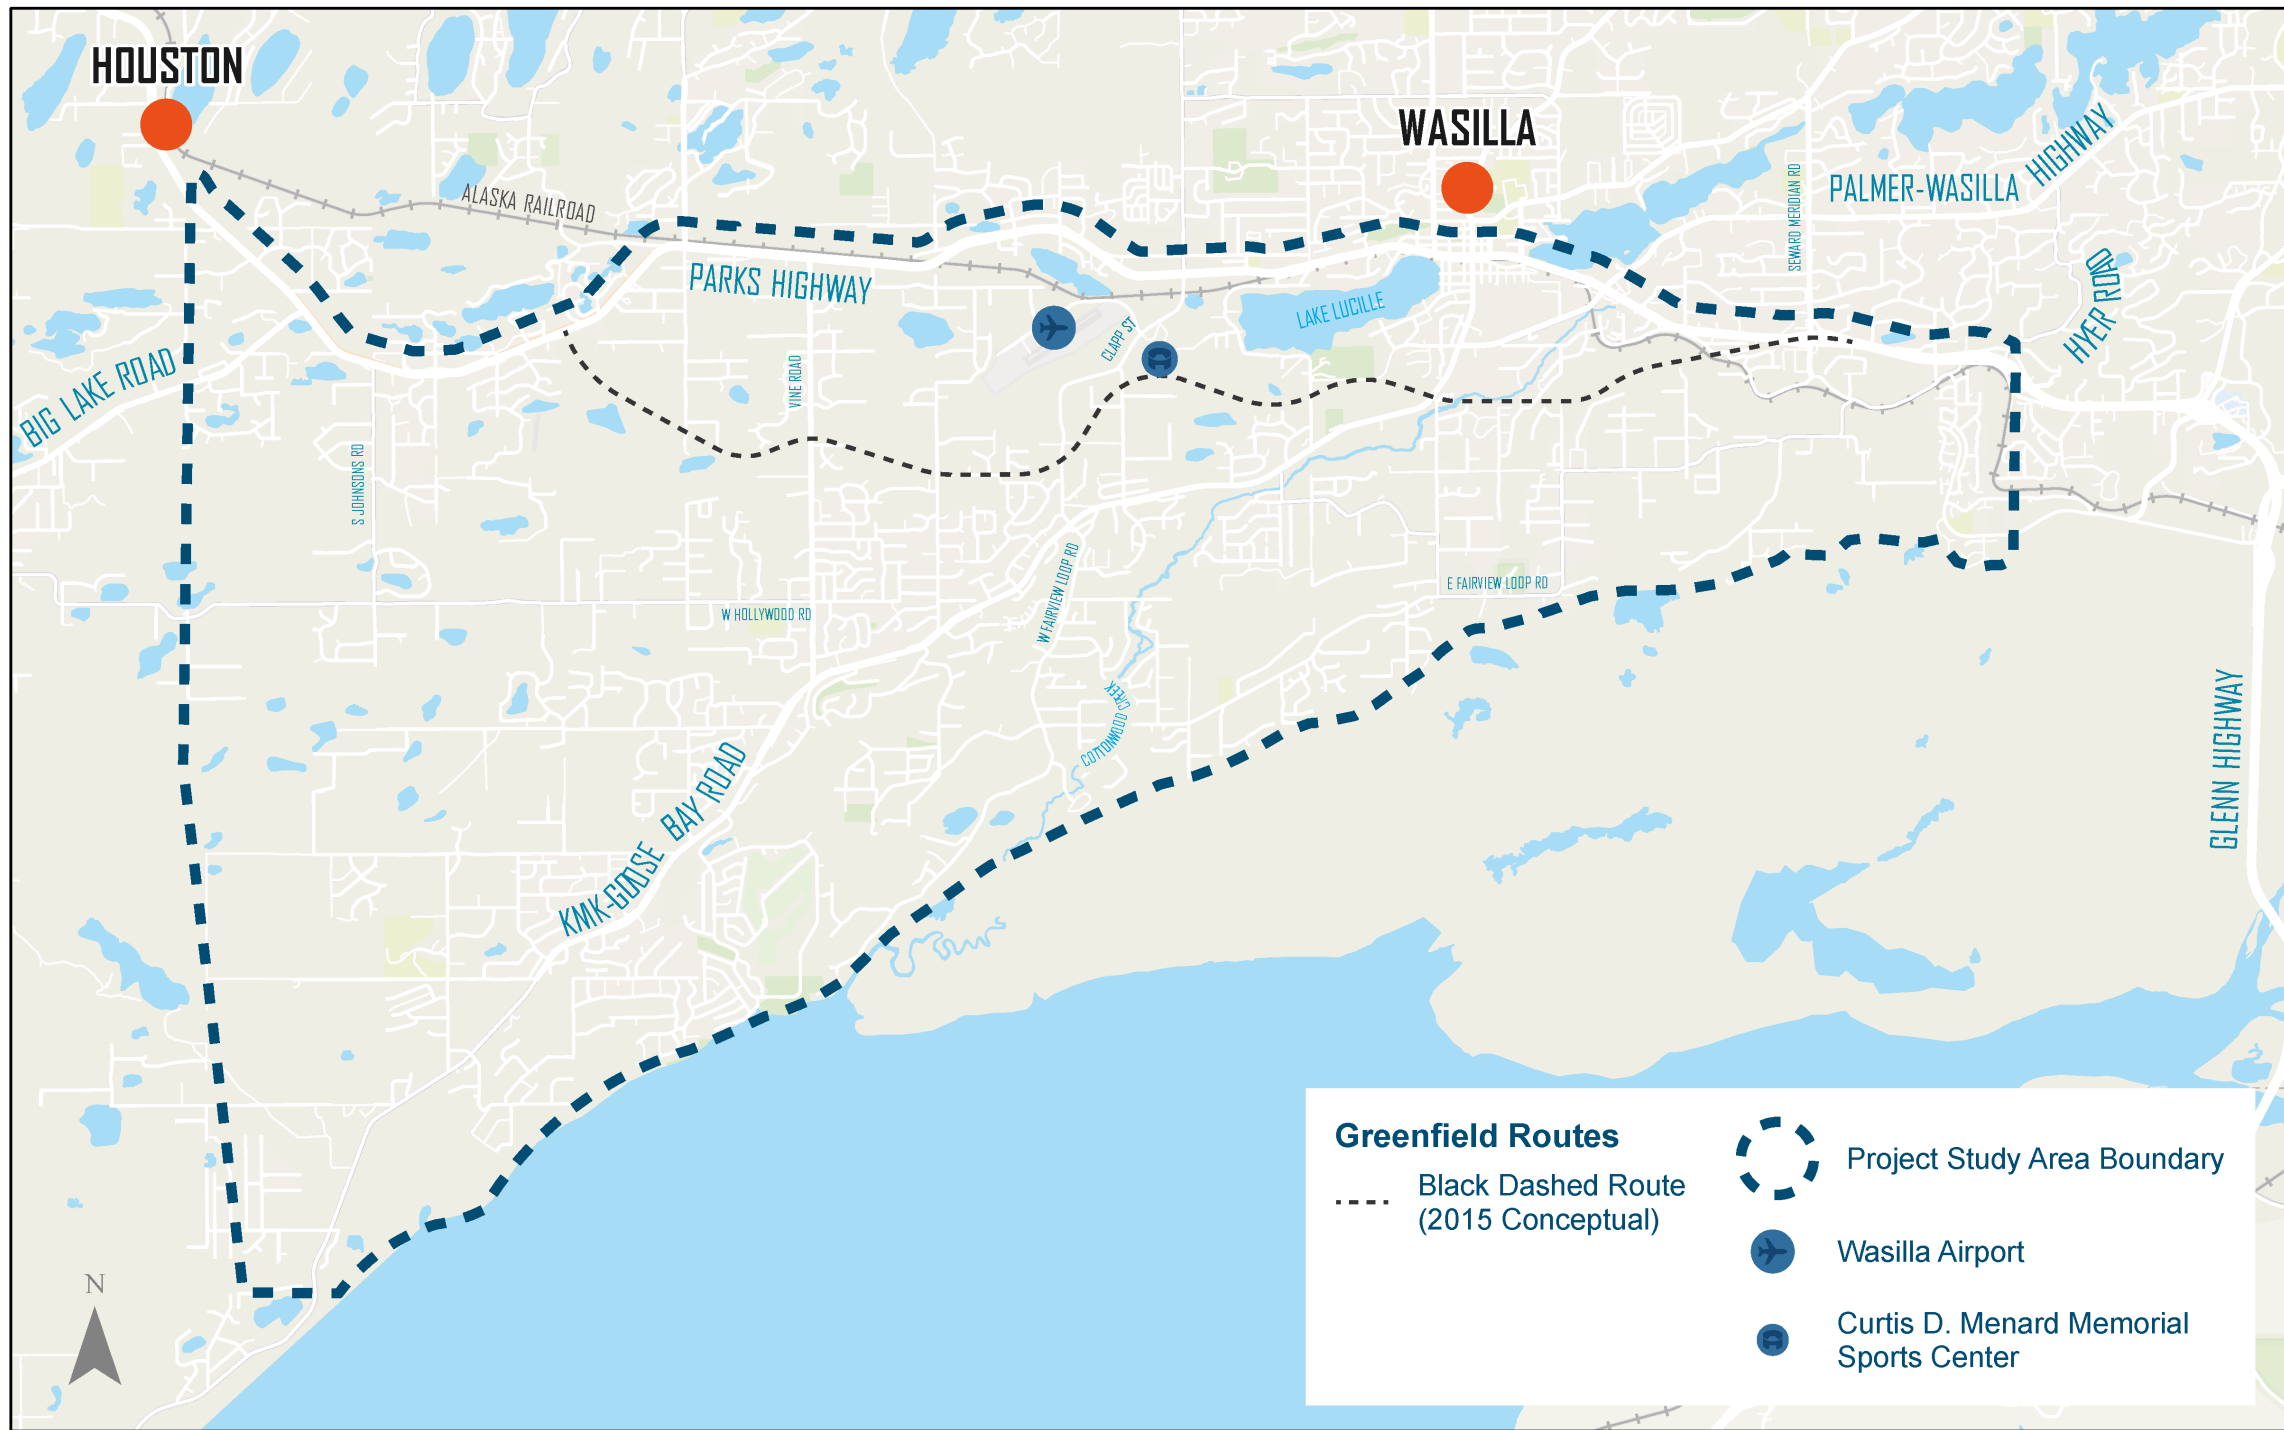 HOUSTON
WASILLA
ALASKA RAILROAD
PALMER-WASILLA HIGHWAY
SEWARD MERIDIAN RD
HYER ROAD
PARKS HIGHWAY
LAKE LUCILLE
CLAPP ST
BIG LAKE ROAD
VINE ROAD
S JOHNSONS RD
W FAIRVIEW LOOP RD
E FAIRVIEW LOOP RD
W HOLLYWOOD RD
COTTONWOOD CREEK
KMK-GOOSE BAY ROAD
GLENN HIGHWAY
N
Greenfield Routes
Black Dashed Route
(2015 Conceptual)
Project Study Area Boundary
Wasilla Airport
Curtis D. Menard Memorial
Sports Center